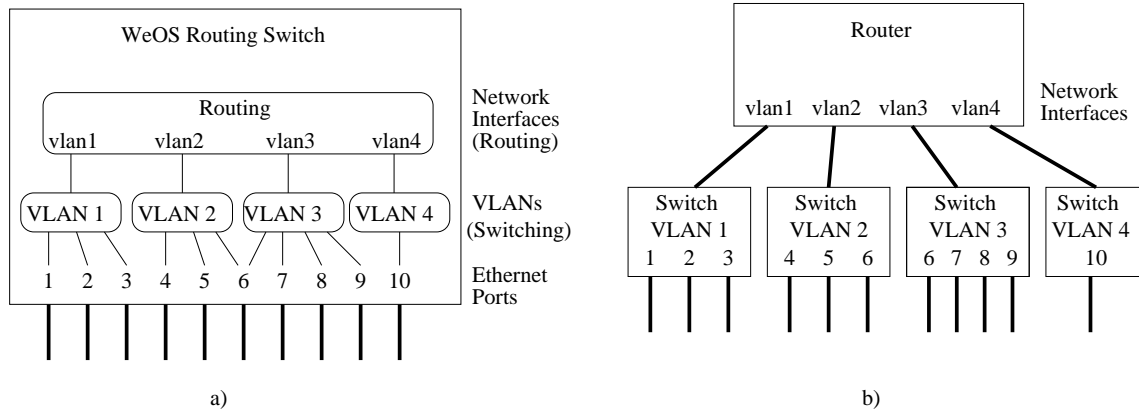 WeOS Routing Switch
Routing
vlan1 vlan2 vlan3 vlan4
Network
Interfaces
(Routing)
VLAN 1 VLAN 2 VLAN 3 VLAN 4
VLANs
(Switching)
1 2 3 4 5 6 7 8 9 10
Ethernet
Ports
a)
Router
vlan1 vlan2 vlan3 vlan4
Network
Interfaces
Switch
VLAN 1
1 2 3
Switch
VLAN 2
4 5 6
Switch
VLAN 3
6 7 8 9
Switch
VLAN 4
10
b)